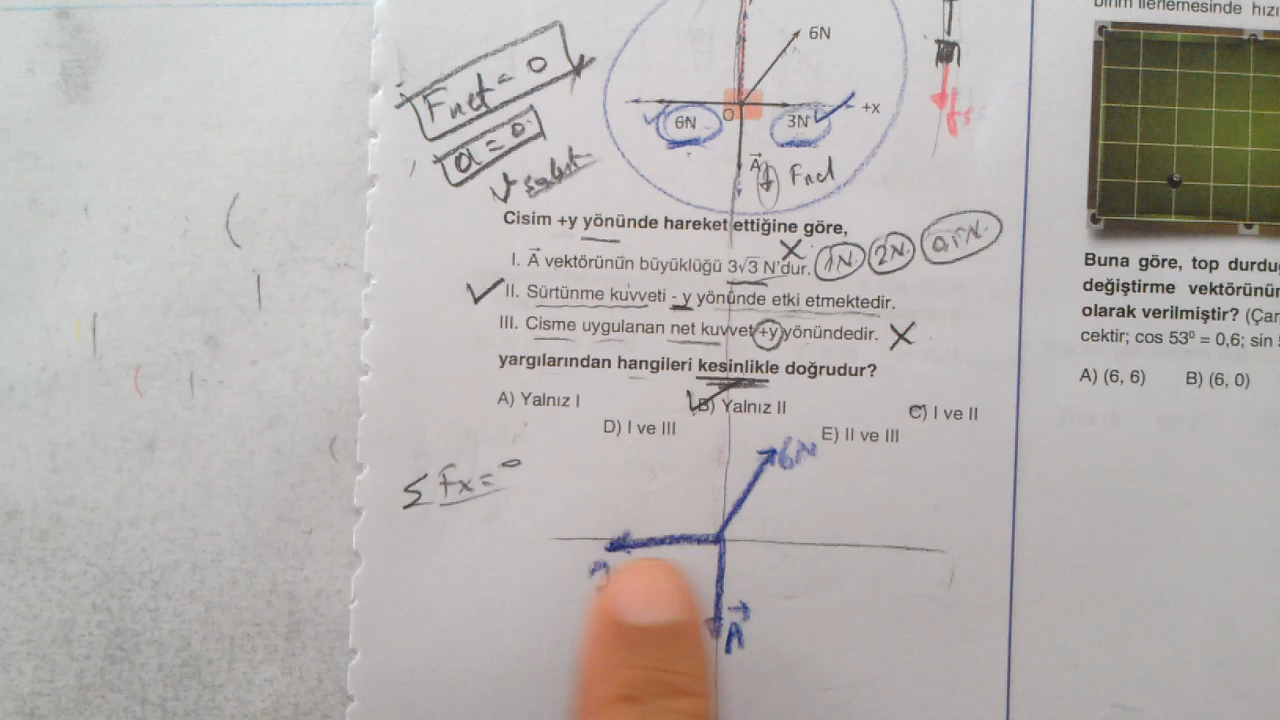 birim ilerlemesinde hızı
Fnet = 0
a = 0
6N
6N
O
3N
+x
A
Fnet
Cisim +y yönünde hareket ettiğine göre,
I. A vektörünün büyüklüğü 3√3 N'dur.
1N
2N
II. Sürtünme kuvveti - y yönünde etki etmektedir.
III. Cisme uygulanan net kuvvet +y yönündedir.
yargılarından hangileri kesinlikle doğrudur?
A) Yalnız I
B) Yalnız II
C) I ve II
D) I ve III
E) II ve III
Σ Fx = 0
6N
A
Buna göre, top durdu
değiştirme vektörünün
olarak verilmiştir? (Çar
cektir; cos 53⁰ = 0,6; sin
A) (6, 6)
B) (6, 0)